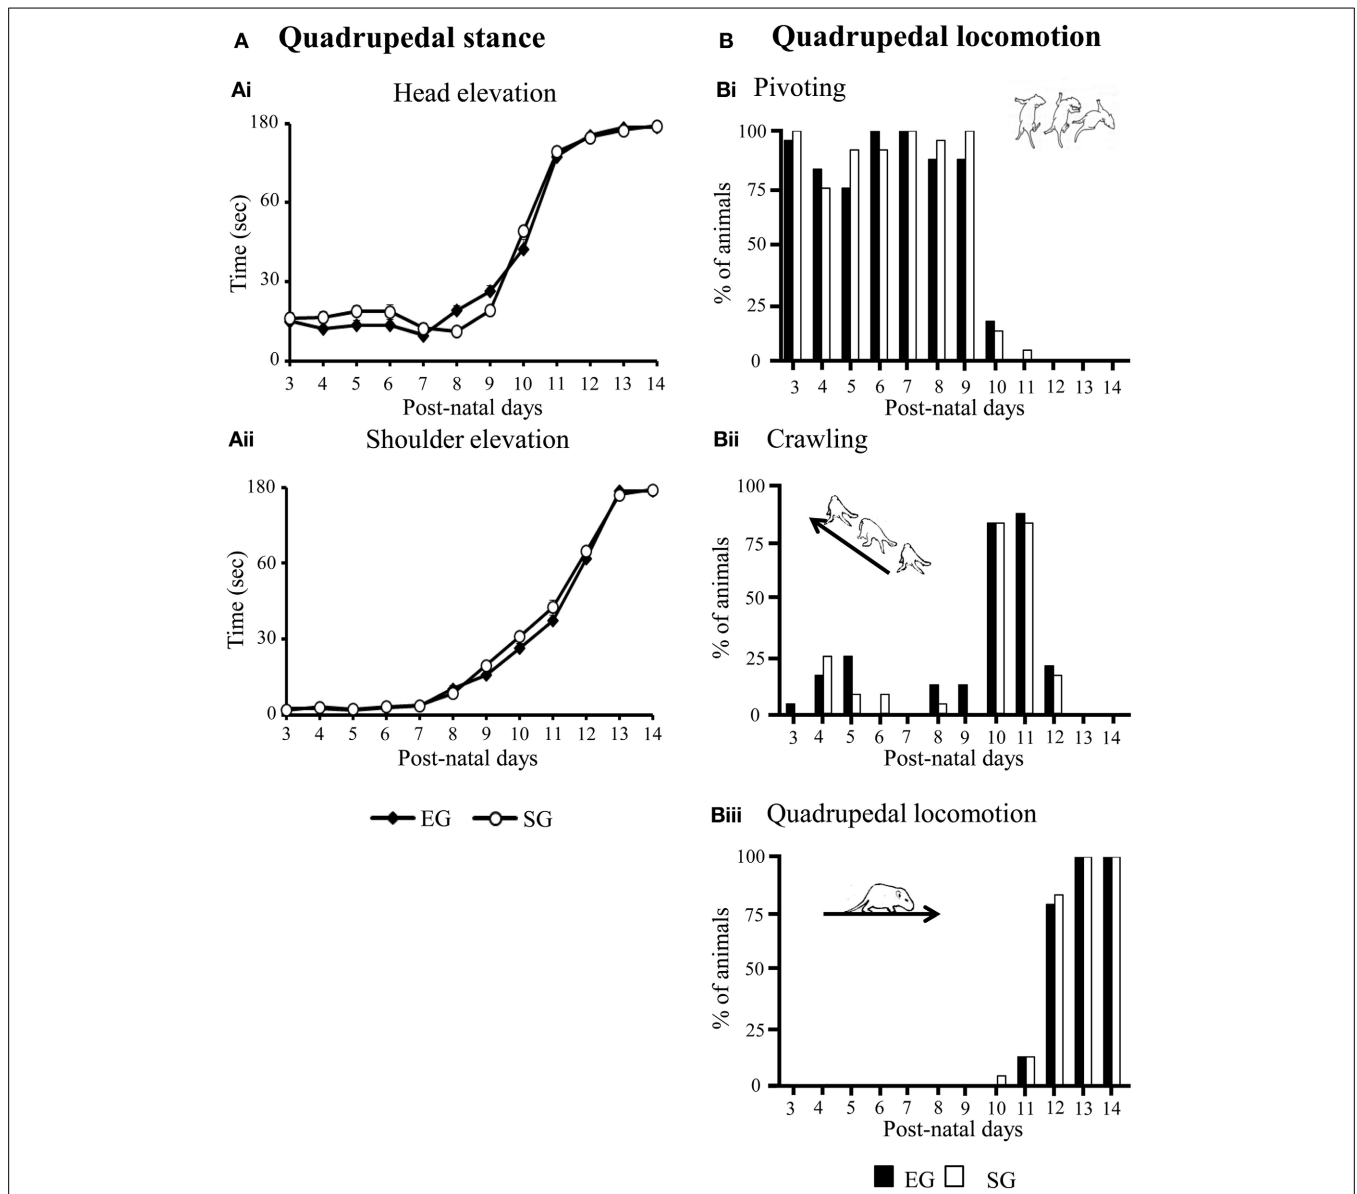 A Quadrupedal stance
Ai Head elevation
180
60
30
0
Time (sec)
3 4 5 6 7 8 9 10 11 12 13 14
Post-natal days
Aii Shoulder elevation
180
60
30
0
Time (sec)
3 4 5 6 7 8 9 10 11 12 13 14
Post-natal days
EG SG
B Quadrupedal locomotion
Bi Pivoting
100
75
50
25
0
% of animals
3 4 5 6 7 8 9 10 11 12 13 14
Post-natal days
Bii Crawling
100
75
50
25
0
% of animals
3 4 5 6 7 8 9 10 11 12 13 14
Post-natal days
Biii Quadrupedal locomotion
100
75
50
25
0
% of animals
3 4 5 6 7 8 9 10 11 12 13 14
Post-natal days
EG SG